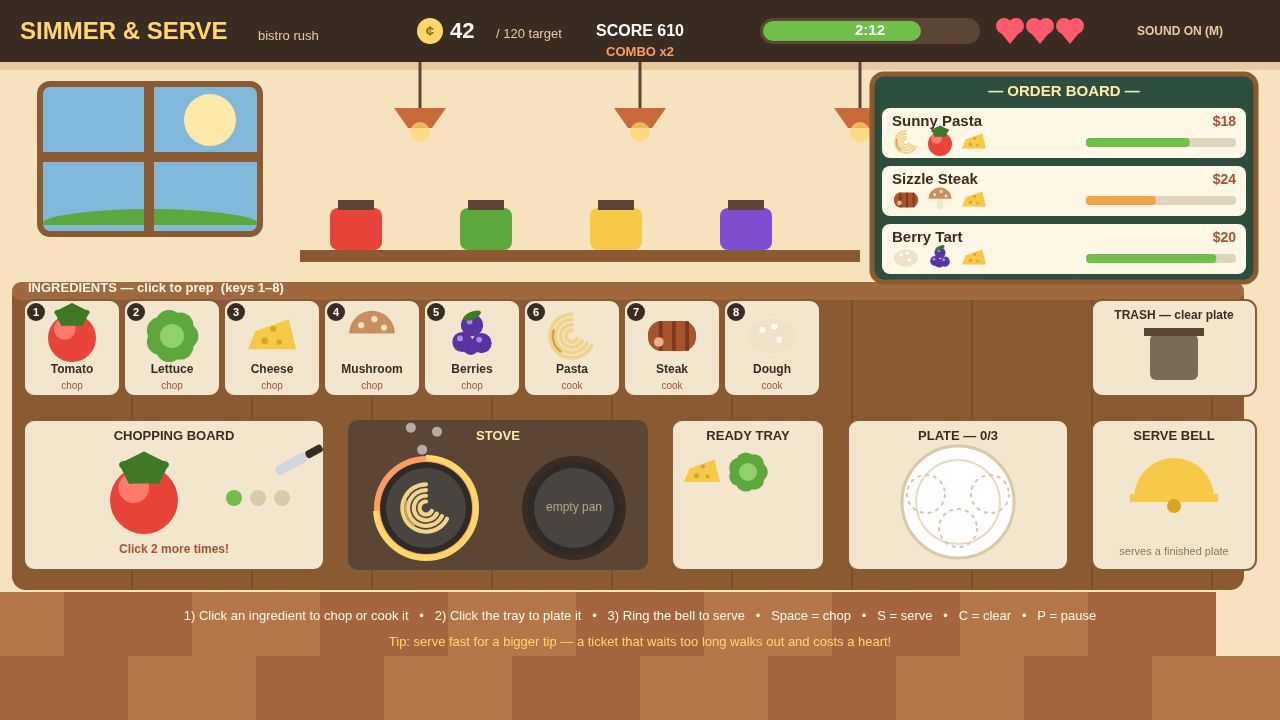 SIMMER & SERVE
bistro rush
¢ 42 / 120 target
SCORE 610
COMBO x2
2:12
SOUND ON (M)
— ORDER BOARD —
Sunny Pasta $18
Sizzle Steak $24
Berry Tart $20
INGREDIENTS — click to prep (keys 1–8)
1 2 3 4 5 6 7 8
Tomato Lettuce Cheese Mushroom Berries Pasta Steak Dough
chop chop chop chop chop cook cook cook
TRASH — clear plate
CHOPPING BOARD
Click 2 more times!
STOVE
empty pan
READY TRAY
PLATE — 0/3
SERVE BELL
serves a finished plate
1) Click an ingredient to chop or cook it • 2) Click the tray to plate it • 3) Ring the bell to serve • Space = chop • S = serve • C = clear • P = pause
Tip: serve fast for a bigger tip — a ticket that waits too long walks out and costs a heart!